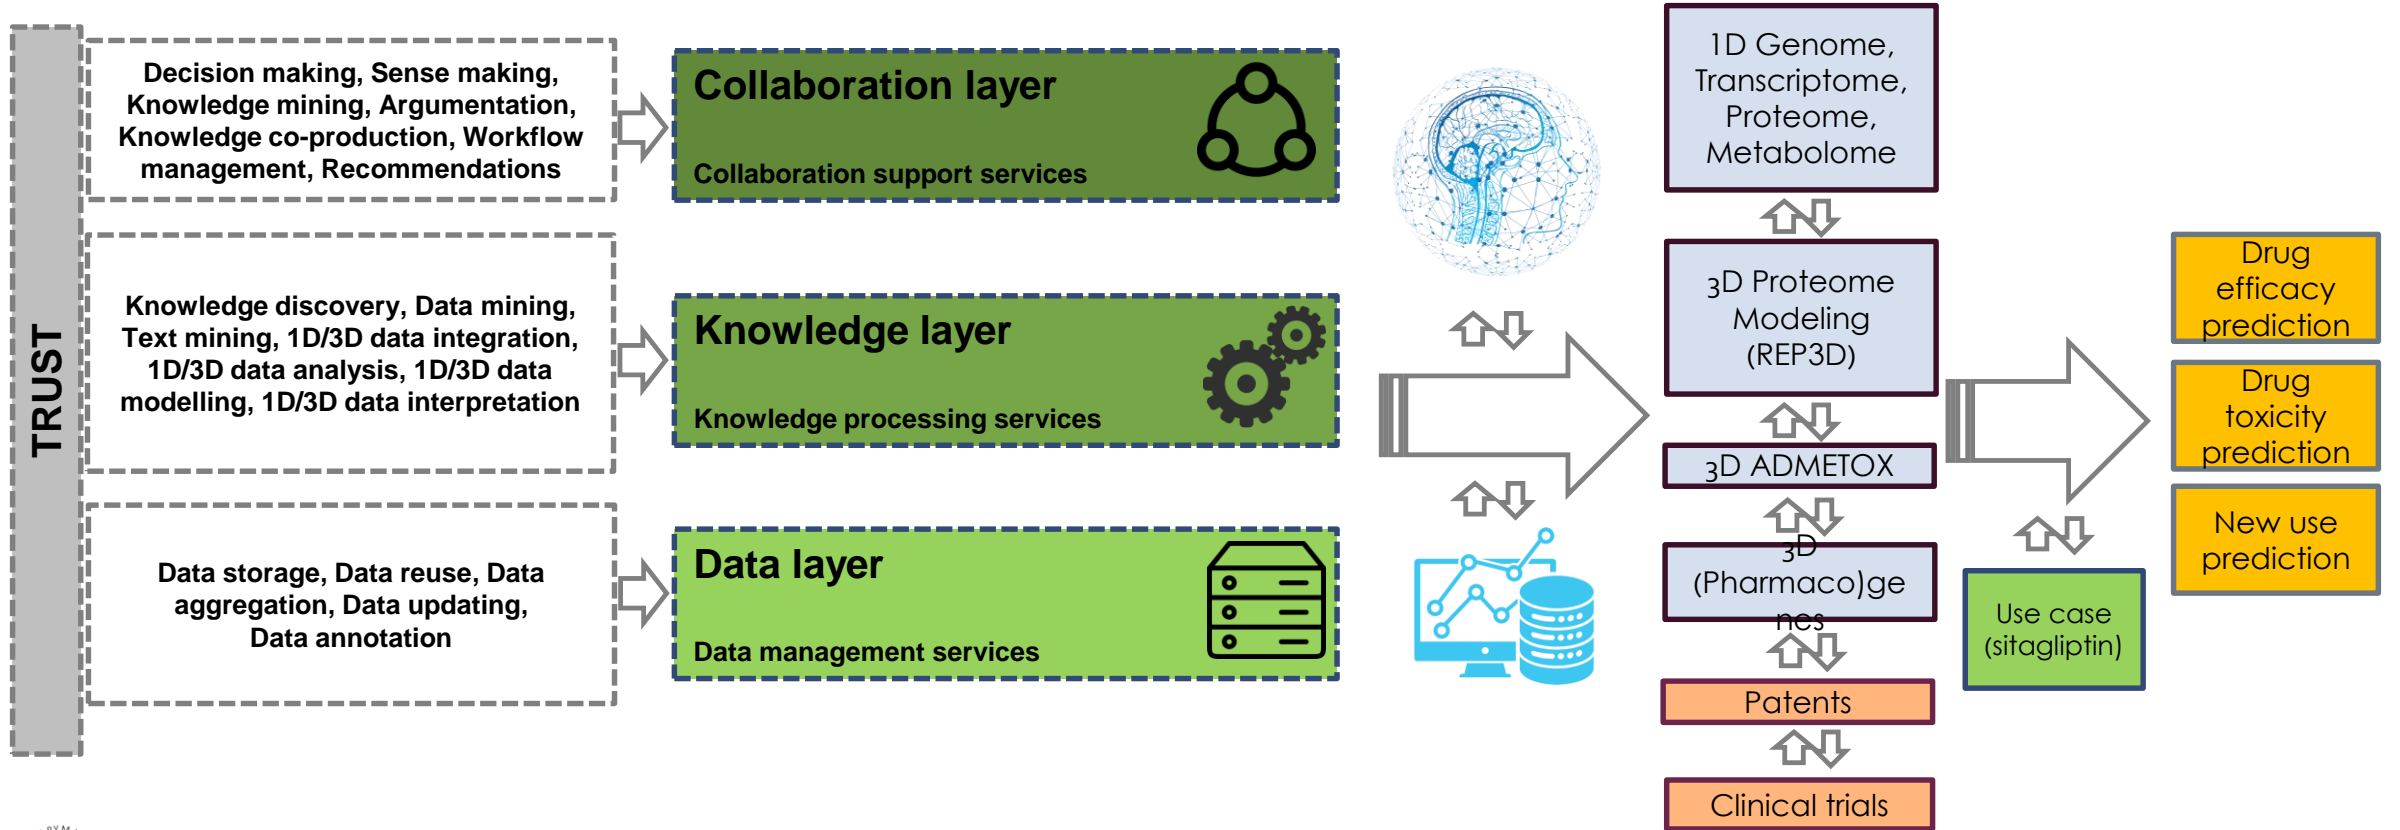 TRUST
Decision making, Sense making,
Knowledge mining, Argumentation,
Knowledge co-production, Workflow
management, Recommendations
Collaboration layer
Collaboration support services
Knowledge discovery, Data mining,
Text mining, 1D/3D data integration,
1D/3D data analysis, 1D/3D data
modelling, 1D/3D data interpretation
Knowledge layer
Knowledge processing services
Data storage, Data reuse, Data
aggregation, Data updating,
Data annotation
Data layer
Data management services
1D Genome,
Transcriptome,
Proteome,
Metabolome
3D Proteome
Modeling
(REP3D)
3D ADMETOX
3D
(Pharmaco)ge
nes
Patents
Clinical trials
Use case
(sitagliptin)
Drug
efficacy
prediction
Drug
toxicity
prediction
New use
prediction